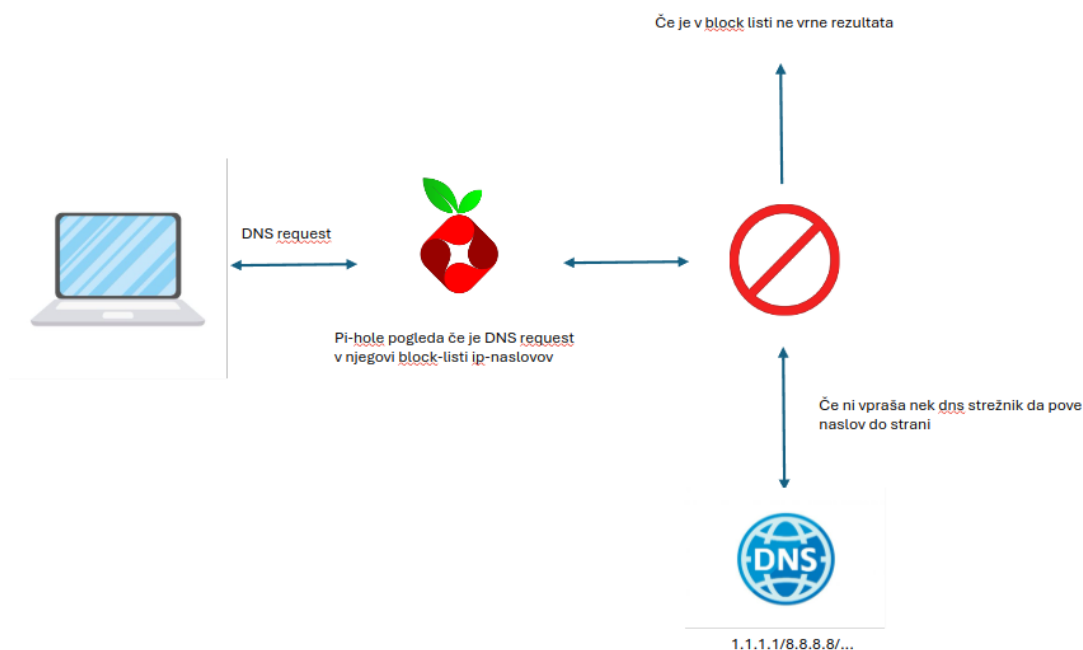 Če je v block listi ne vrne rezultata
DNS request
Pi-hole pogleda če je DNS request
v njegovi block-listi ip-naslovov
Če ni vpraša nek dns strežnik da pove
naslov do strani
DNS
1.1.1.1/8.8.8.8/...